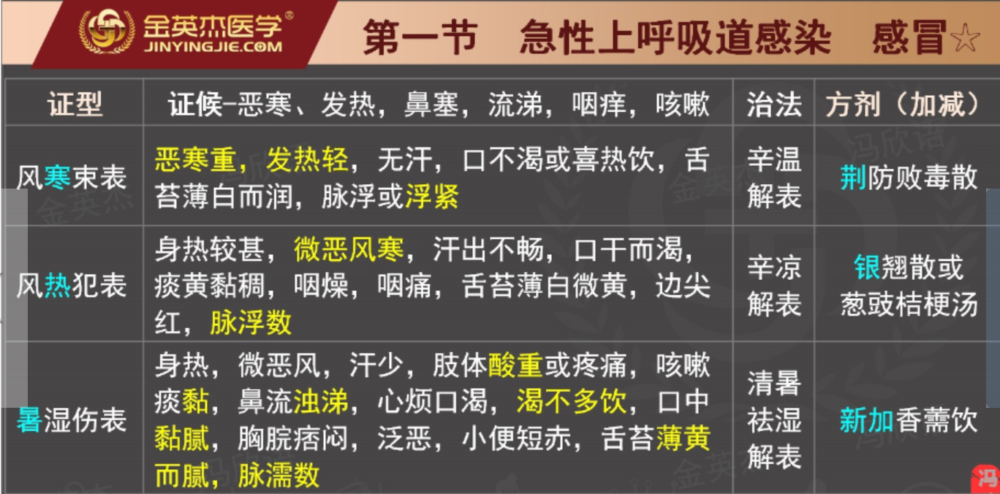 金英杰医学®
JINYINGJIE.COM
第一节 急性上呼吸道感染 感冒☆
证型
证候-恶寒、发热，鼻塞，流涕，咽痒，咳嗽
治法
方剂（加减）
风寒束表
恶寒重，发热轻，无汗，口不渴或喜热饮，舌
苔薄白而润，脉浮或浮紧
辛温
解表
荆防败毒散
风热犯表
身热较甚，微恶风寒，汗出不畅，口干而渴，
痰黄黏稠，咽燥，咽痛，舌苔薄白微黄，边尖
红，脉浮数
辛凉
解表
银翘散或
葱豉桔梗汤
暑湿伤表
身热，微恶风，汗少，肢体酸重或疼痛，咳嗽
痰黏，鼻流浊涕，心烦口渴，渴不多饮，口中
黏腻，胸脘痞闷，泛恶，小便短赤，舌苔薄黄
而腻，脉濡数
清暑
祛湿
解表
新加香薷饮
冯
金英杰
冯欣语